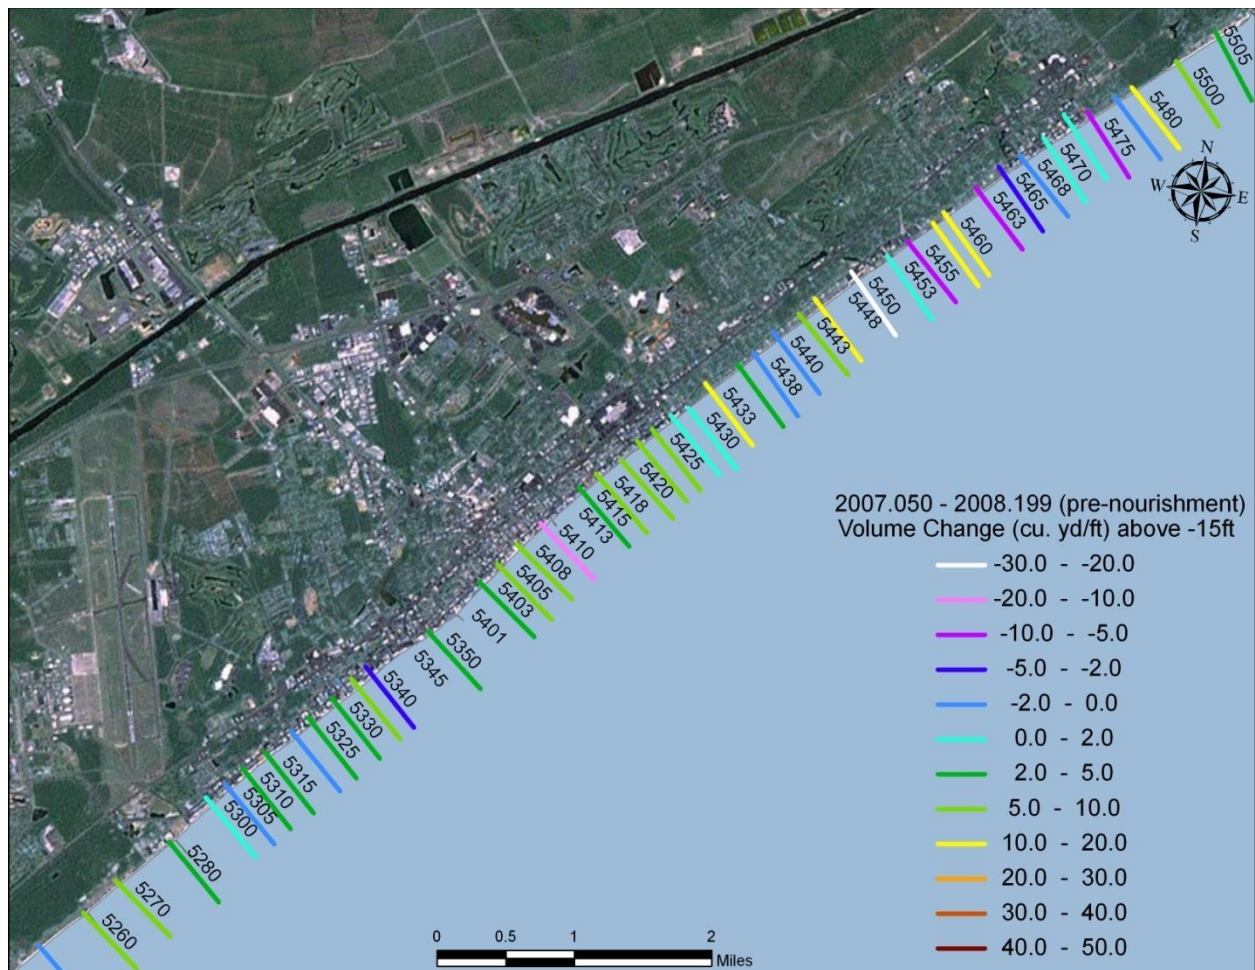 5505
5500
5480
5475
5470
5468
5465
5463
5460
5455
5453
5450
5448
5443
5440
5438
5433
5430
5425
5420
5418
5415
5413
5410
5408
5405
5403
5401
5350
5345
5340
5330
5325
5315
5310
5305
5300
5280
5270
5260
N
W
E
S
2007.050 - 2008.199 (pre-nourishment)
Volume Change (cu. yd/ft) above -15ft
-30.0 - -20.0
-20.0 - -10.0
-10.0 - -5.0
-5.0 - -2.0
-2.0 - 0.0
0.0 - 2.0
2.0 - 5.0
5.0 - 10.0
10.0 - 20.0
20.0 - 30.0
30.0 - 40.0
40.0 - 50.0
0 0.5 1 2
Miles